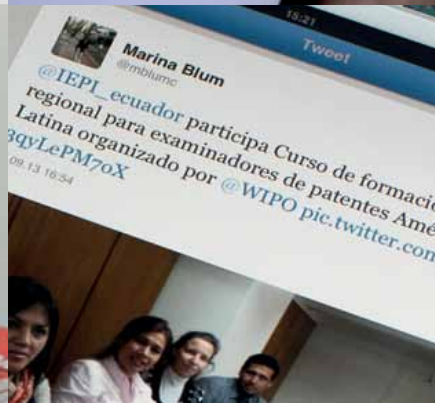 15:21
Tweet
Marina Blum
@mblumc
@IEPI_ecuador participa Curso de formació
regional para examinadores de patentes Amé
Latina organizado por @WIPO pic.twitter.com
3qyLePM7oX
09.13 16:54